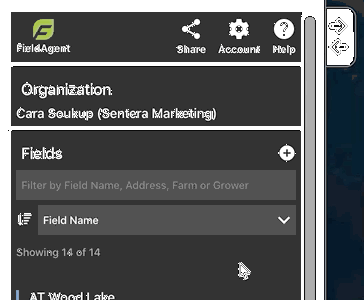 FieldAgent
Share Account Help
Organization
Cara Soukup (Sentera Marketing)
Fields
Filter by Field Name, Address, Farm or Grower
Field Name
Showing 14 of 14
AT Wood Lake